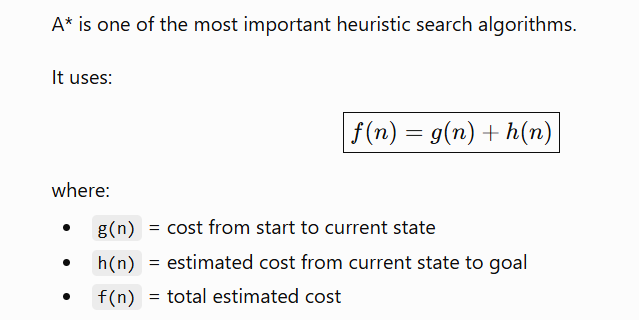 A* is one of the most important heuristic search algorithms.
It uses:
f(n) = g(n) + h(n)
where:
• g(n) = cost from start to current state
• h(n) = estimated cost from current state to goal
• f(n) = total estimated cost